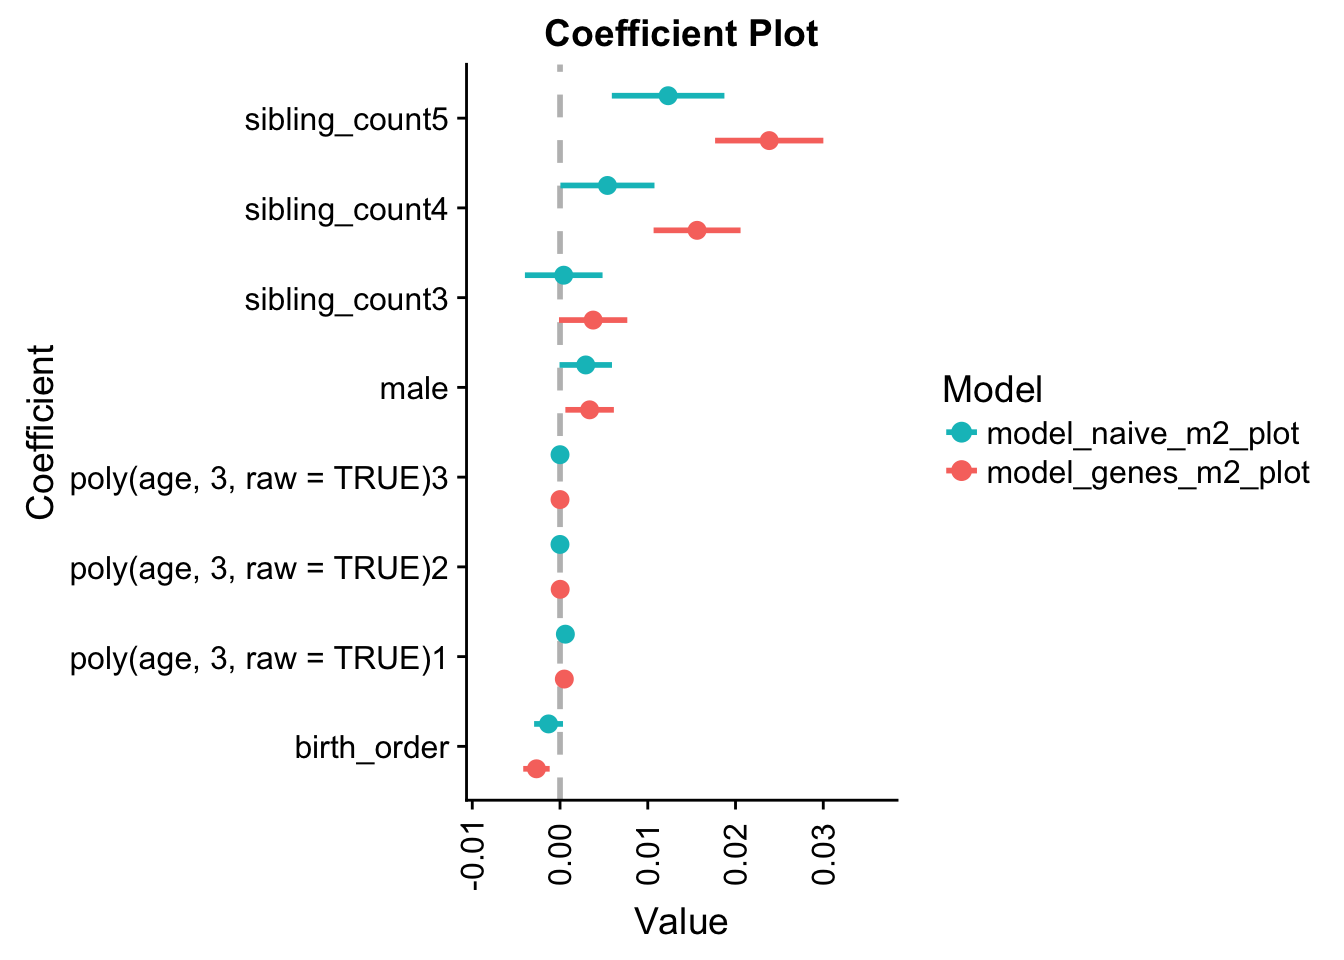 Coefficient Plot
Coefficient
sibling_count5
sibling_count4
sibling_count3
male
poly(age, 3, raw = TRUE)3
poly(age, 3, raw = TRUE)2
poly(age, 3, raw = TRUE)1
birth_order
-0.01
0.00
0.01
0.02
0.03
Value
Model
model_naive_m2_plot
model_genes_m2_plot